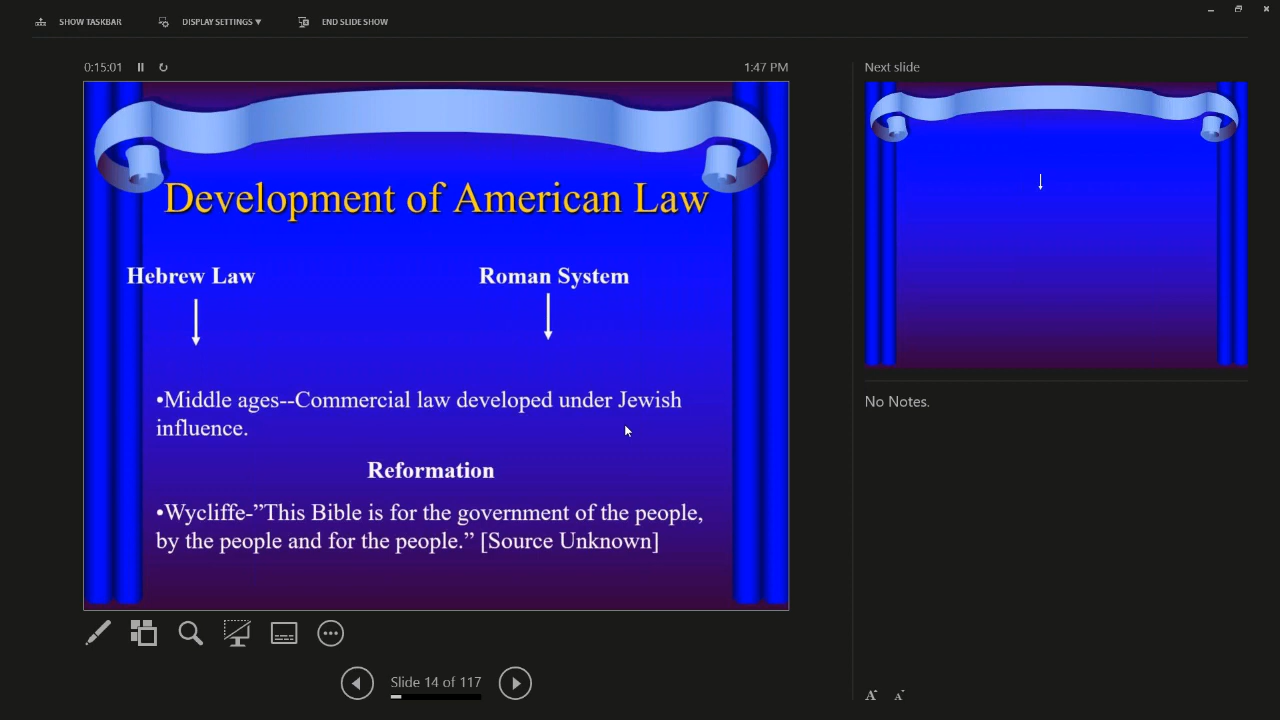 SHOW TASKBAR
DISPLAY SETTINGS ▼
END SLIDE SHOW
0:15:01
1:47 PM
Next slide
Development of American Law
Hebrew Law
Roman System
•Middle ages--Commercial law developed under Jewish
influence.
Reformation
•Wycliffe-”This Bible is for the government of the people,
by the people and for the people.” [Source Unknown]
No Notes.
Slide 14 of 117
A A